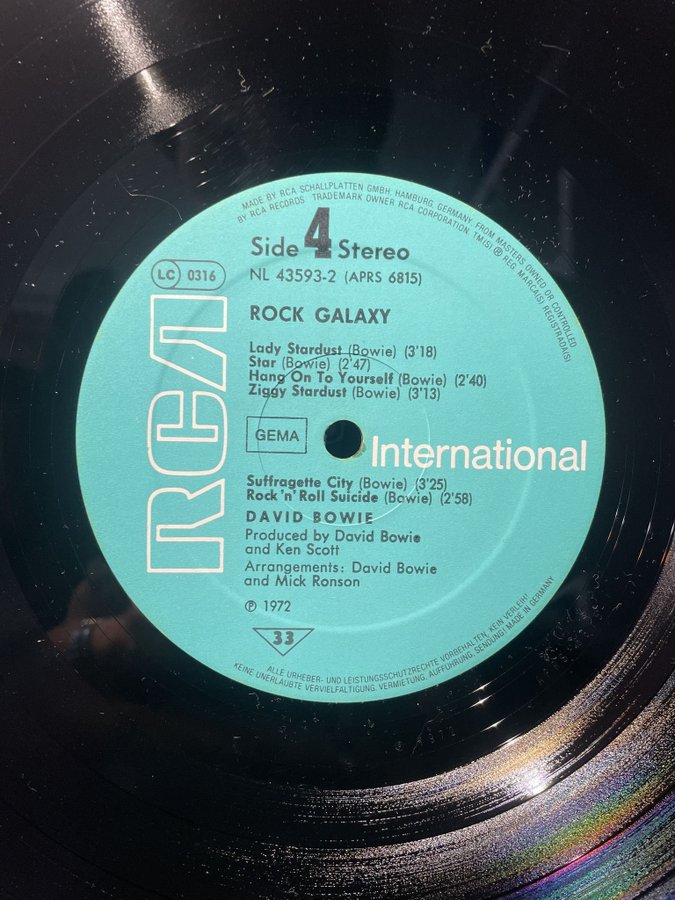 MADE BY RCA SCHALLPLATTEN GMBH, HAMBURG, GERMANY, FROM MASTERS OWNED OR CONTROLLED
BY RCA RECORDS TRADEMARK OWNER RCA CORPORATION. TM(S) ® REG. MARCA(S) REGISTRADA(S)
Side 4 Stereo
LC 0316
NL 43593-2 (APRS 6815)
RCA
ROCK GALAXY
Lady Stardust (Bowie) (3'18)
Star (Bowie) (2'47)
Hang On To Yourself (Bowie) (2'40)
Ziggy Stardust (Bowie) (3'13)
GEMA
International
Suffragette City (Bowie) (3'25)
Rock'n'Roll Suicide (Bowie) (2'58)
DAVID BOWIE
Produced by David Bowie
and Ken Scott
Arrangements: David Bowie
and Mick Ronson
℗ 1972
33
ALLE URHEBER- UND LEISTUNGSSCHUTZRECHTE VORBEHALTEN. KEIN VERLEIH!
KEINE UNERLAUBTE VERVIELFÄLTIGUNG, VERMIETUNG, AUFFÜHRUNG, SENDUNG! MADE IN GERMANY